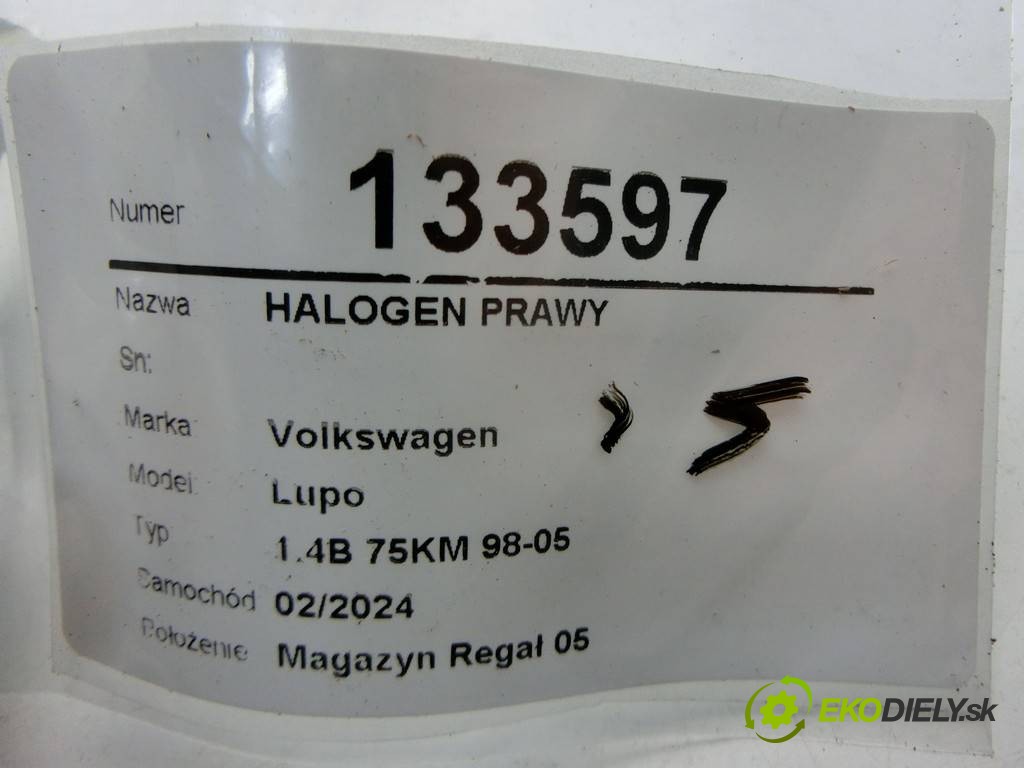 Numer 133597
Nazwa HALOGEN PRAWY
Sn:
Marka Volkswagen
Model Lupo
Typ 1.4B 75KM 98-05
Samochód 02/2024
Położenie Magazyn Regał 05
EKODIELY.sk